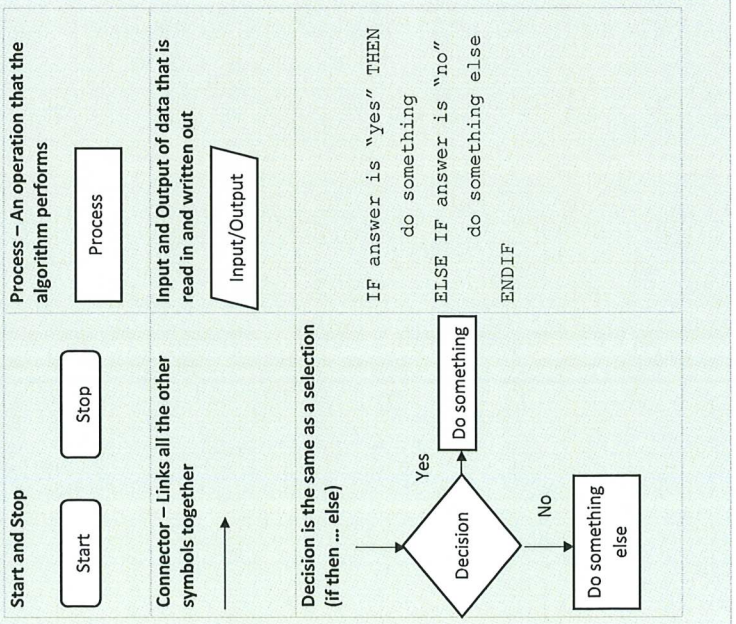 Start and Stop
Start
Stop
Process – An operation that the
algorithm performs
Process
Connector – Links all the other
symbols together
Input and Output of data that is
read in and written out
Input/Output
Decision is the same as a selection
(if then ... else)
Decision
Yes
Do something
No
Do something
else
IF answer is “yes” THEN
do something
ELSE IF answer is “no”
do something else
ENDIF